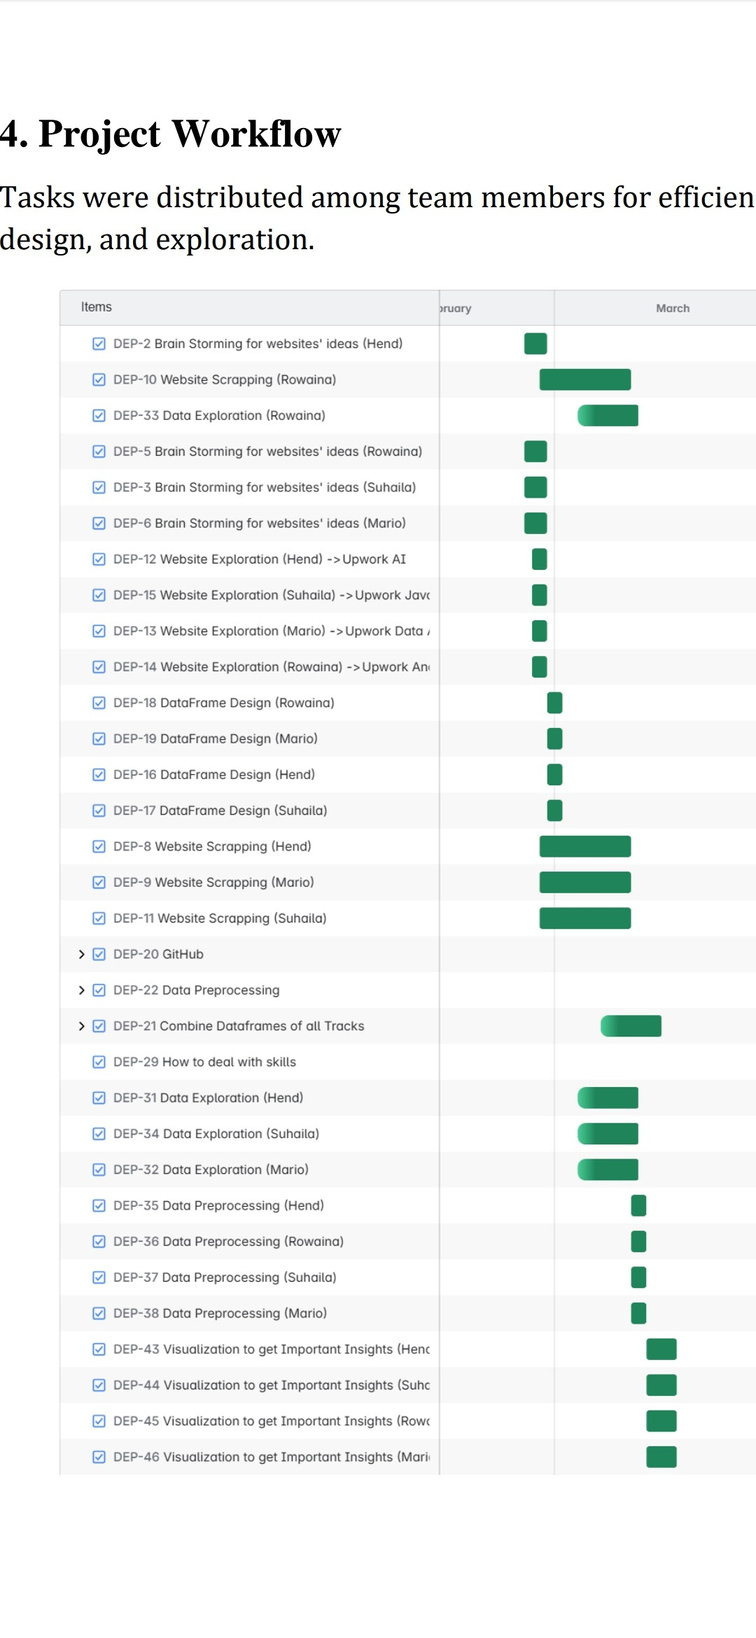 4. Project Workflow
Tasks were distributed among team members for efficien
design, and exploration.
Items
ruary
March
DEP-2 Brain Storming for websites' ideas (Hend)
DEP-10 Website Scrapping (Rowaina)
DEP-33 Data Exploration (Rowaina)
DEP-5 Brain Storming for websites' ideas (Rowaina)
DEP-3 Brain Storming for websites' ideas (Suhaila)
DEP-6 Brain Storming for websites' ideas (Mario)
DEP-12 Website Exploration (Hend) ->Upwork AI
DEP-15 Website Exploration (Suhaila) ->Upwork Java
DEP-13 Website Exploration (Mario) ->Upwork Data
DEP-14 Website Exploration (Rowaina) ->Upwork An
DEP-18 DataFrame Design (Rowaina)
DEP-19 DataFrame Design (Mario)
DEP-16 DataFrame Design (Hend)
DEP-17 DataFrame Design (Suhaila)
DEP-8 Website Scrapping (Hend)
DEP-9 Website Scrapping (Mario)
DEP-11 Website Scrapping (Suhaila)
DEP-20 GitHub
DEP-22 Data Preprocessing
DEP-21 Combine Dataframes of all Tracks
DEP-29 How to deal with skills
DEP-31 Data Exploration (Hend)
DEP-34 Data Exploration (Suhaila)
DEP-32 Data Exploration (Mario)
DEP-35 Data Preprocessing (Hend)
DEP-36 Data Preprocessing (Rowaina)
DEP-37 Data Preprocessing (Suhaila)
DEP-38 Data Preprocessing (Mario)
DEP-43 Visualization to get Important Insights (Hend
DEP-44 Visualization to get Important Insights (Suha
DEP-45 Visualization to get Important Insights (Rowa
DEP-46 Visualization to get Important Insights (Mari